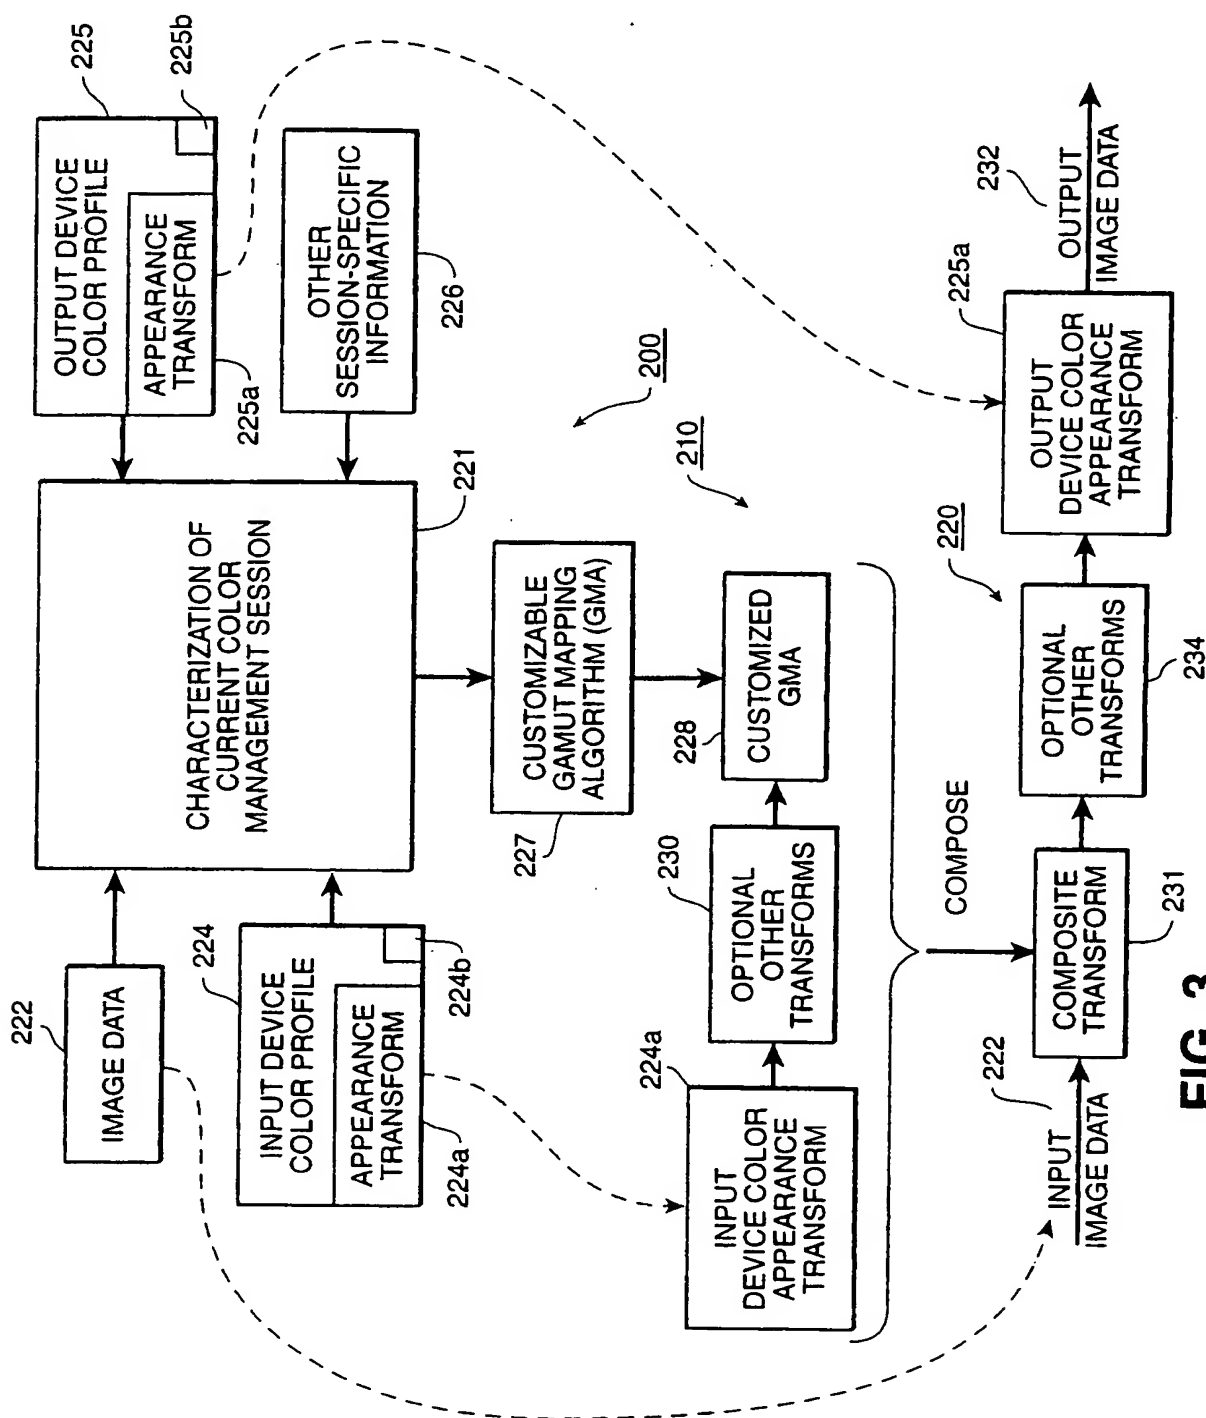 222
IMAGE DATA
224
INPUT DEVICE
COLOR PROFILE
APPEARANCE
TRANSFORM
224a
224b
CHARACTERIZATION OF
CURRENT COLOR
MANAGEMENT SESSION
221
OUTPUT DEVICE
COLOR PROFILE
225
APPEARANCE
TRANSFORM
225a
225b
OTHER
SESSION-SPECIFIC
INFORMATION
226
200
210
CUSTOMIZABLE
GAMUT MAPPING
ALGORITHM (GMA)
227
224a
INPUT
DEVICE COLOR
APPEARANCE
TRANSFORM
230
OPTIONAL
OTHER
TRANSFORMS
228
CUSTOMIZED
GMA
COMPOSE
220
222
INPUT
IMAGE DATA
COMPOSITE
TRANSFORM
231
OPTIONAL
OTHER
TRANSFORMS
234
225a
OUTPUT
DEVICE COLOR
APPEARANCE
TRANSFORM
232
OUTPUT
IMAGE DATA
FIG. 3